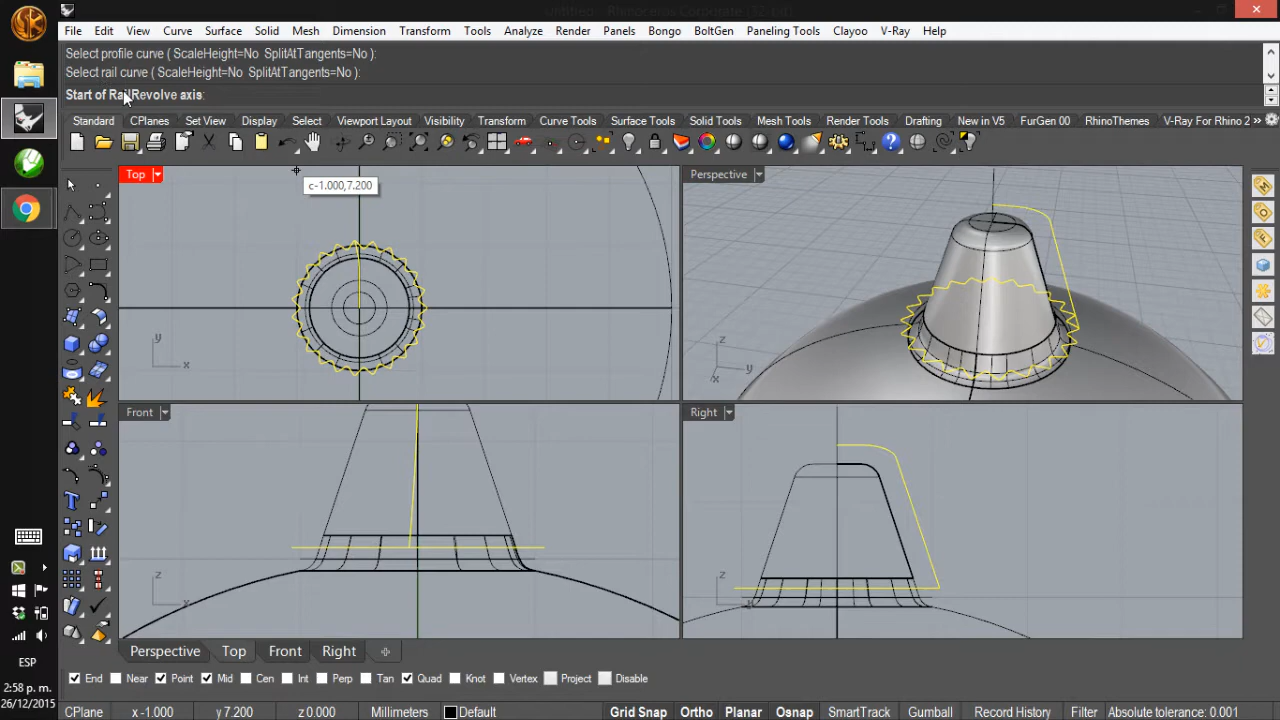 untitled - Rhinoceros Corporate (72-bit)
File Edit View Curve Surface Solid Mesh Dimension Transform Tools Analyze Render Panels Bongo BoltGen Paneling Tools Clayoo V-Ray Help
Select profile curve ( ScaleHeight=No SplitAtTangents=No ):
Select rail curve ( ScaleHeight=No SplitAtTangents=No ):
Start of RailRevolve axis:
Standard CPlanes Set View Display Select Viewport Layout Visibility Transform Curve Tools Surface Tools Solid Tools Mesh Tools Render Tools Drafting New in V5 FurGen 00 RhinoThemes V-Ray For Rhino 2 »
Top
c-1.000,7.200
y
x
Perspective
z
y
x
Front
z
x
Right
z
y
Perspective Top Front Right
End Near Point Mid Cen Int Perp Tan Quad Knot Vertex Project Disable
CPlane x -1.000 y 7.200 z 0.000 Millimeters Default Grid Snap Ortho Planar Osnap SmartTrack Gumball Record History Filter Absolute tolerance: 0.001
ESP
2:58 p. m.
26/12/2015